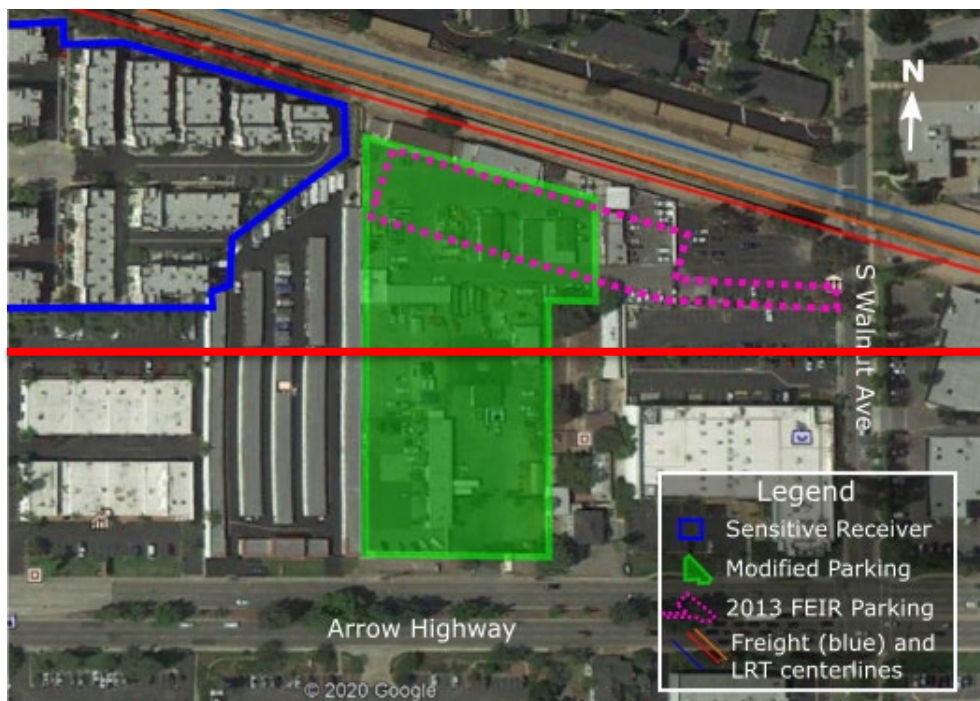 N
S Walnut Ave
Legend
Sensitive Receiver
Modified Parking
2013 FEIR Parking
Freight (blue) and
LRT centerlines
Arrow Highway
© 2020 Google